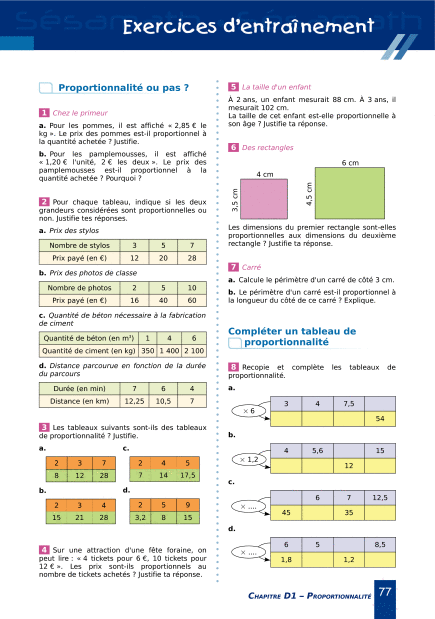 Exercices d'entraînement
Proportionnalité ou pas ?
1 Chez le primeur
a. Pour les pommes, il est affiché « 2,85 € le
kg ». Le prix des pommes est-il proportionnel à
la quantité achetée ? Justifie.
b. Pour les pamplemousses, il est affiché
« 1,20 € l'unité, 2 € les deux ». Le prix des
pamplemousses est-il proportionnel à la
quantité achetée ? Pourquoi ?
2 Pour chaque tableau, indique si les deux
grandeurs considérées sont proportionnelles ou
non. Justifie tes réponses.
a. Prix des stylos
Nombre de stylos 3 5 7
Prix payé (en €) 12 20 28
b. Prix des photos de classe
Nombre de photos 2 5 10
Prix payé (en €) 16 40 60
c. Quantité de béton nécessaire à la fabrication
de ciment
Quantité de béton (en m³) 1 4 6
Quantité de ciment (en kg) 350 1 400 2 100
d. Distance parcourue en fonction de la durée
du parcours
Durée (en min) 7 6 4
Distance (en km) 12,25 10,5 7
3 Les tableaux suivants sont-ils des tableaux
de proportionnalité ? Justifie.
a.
2 3 7
8 12 28
b.
2 3 4
15 21 28
c.
2 4 5
7 14 17,5
d.
2 5 9
3,2 8 15
4 Sur une attraction d'une fête foraine, on
peut lire : « 4 tickets pour 6 €, 10 tickets pour
12 € ». Les prix sont-ils proportionnels au
nombre de tickets achetés ? Justifie ta réponse.
5 La taille d'un enfant
À 2 ans, un enfant mesurait 88 cm. À 3 ans, il
mesurait 102 cm.
La taille de cet enfant est-elle proportionnelle à
son âge ? Justifie ta réponse.
6 Des rectangles
4 cm
3,5 cm
6 cm
4,5 cm
Les dimensions du premier rectangle sont-elles
proportionnelles aux dimensions du deuxième
rectangle ? Justifie ta réponse.
7 Carré
a. Calcule le périmètre d'un carré de côté 3 cm.
b. Le périmètre d'un carré est-il proportionnel à
la longueur du côté de ce carré ? Explique.
Compléter un tableau de
proportionnalité
8 Recopie et complète les tableaux de
proportionnalité.
a.
× 6
3 4 7,5
54
b.
× 1,2
4 5,6 15
12
c.
× ....
6 7 12,5
45 35
d.
× ....
6 5 8,5
1,8 1,2
CHAPITRE D1 – PROPORTIONNALITÉ 77